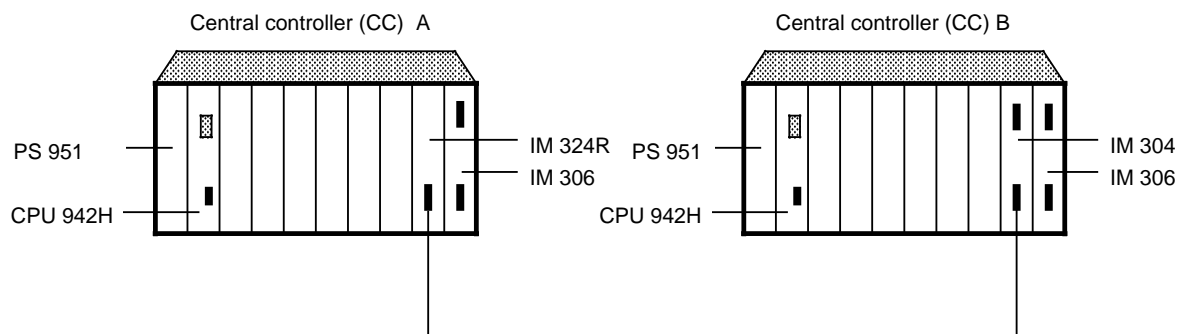 Central controller (CC) A
Central controller (CC) B
PS 951
CPU 942H
IM 324R
IM 306
PS 951
CPU 942H
IM 304
IM 306